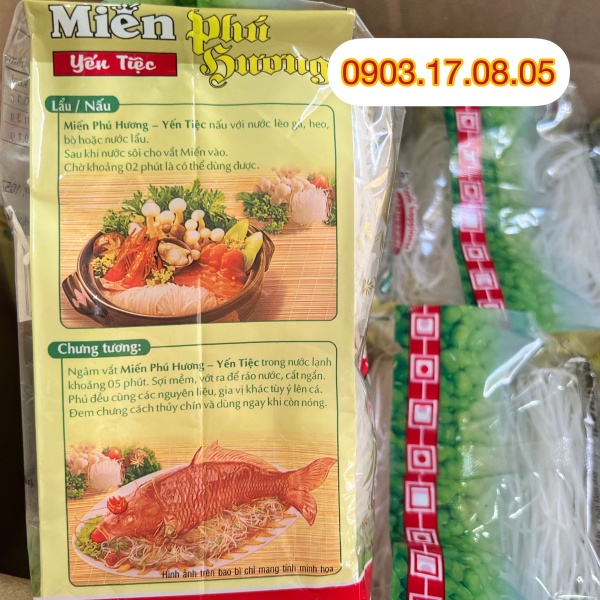 Miến Phú Hương
Yến Tiệc
0903.17.08.05
Lẩu / Nấu
Miến Phú Hương – Yến Tiệc nấu với nước lèo gà, heo,
bò hoặc nước lẩu.
Sau khi nước sôi cho vắt Miến vào.
Chờ khoảng 02 phút là có thể dùng được.
Chưng tương:
Ngâm vắt Miến Phú Hương – Yến Tiệc trong nước lạnh
khoảng 05 phút. Sợi mềm, vớt ra để ráo nước, cắt ngắn.
Phủ đều cùng các nguyên liệu, gia vị khác tùy ý lên cá.
Đem chưng cách thủy chín và dùng ngay khi còn nóng.
Hình ảnh trên bao bì chỉ mang tính minh họa